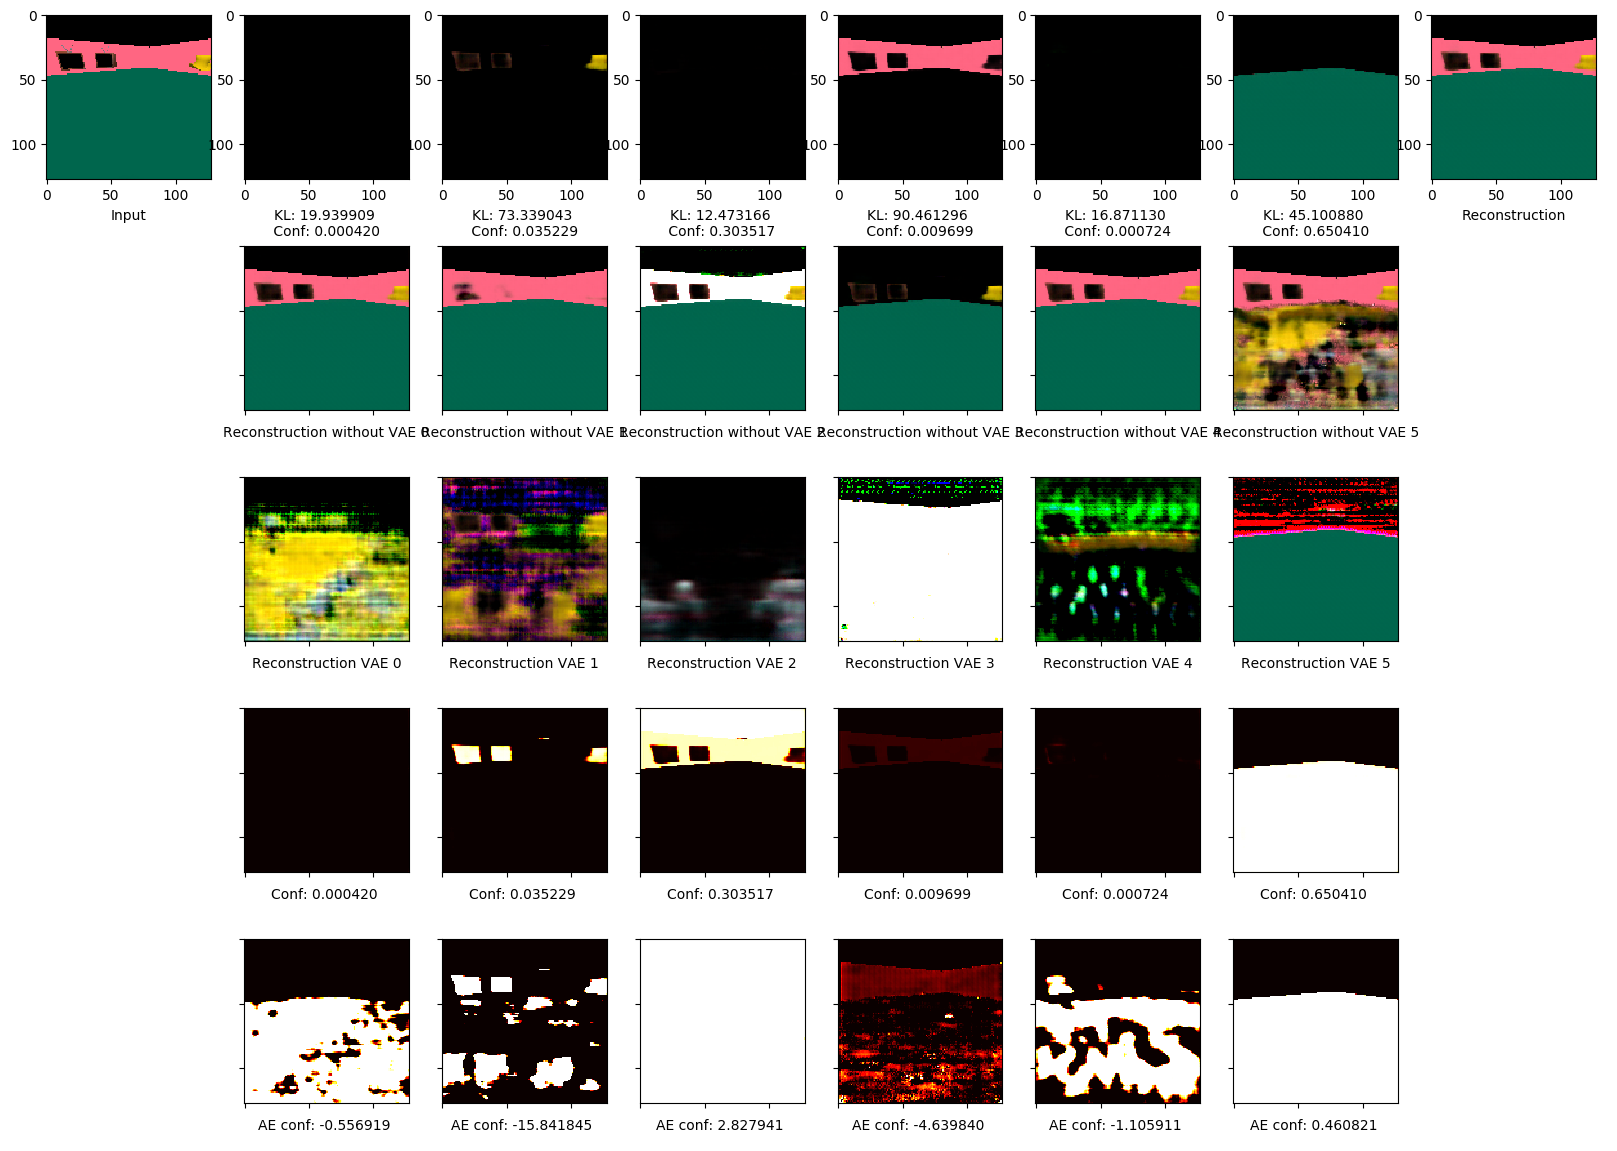 0
0
0
0
0
0
0
0
50
50
50
50
50
50
50
50
100
100
100
100
100
100
100
100
0 50 100
0 50 100
0 50 100
0 50 100
0 50 100
0 50 100
0 50 100
0 50 100
Input
KL: 19.939909
Conf: 0.000420
KL: 73.339043
Conf: 0.035229
KL: 12.473166
Conf: 0.303517
KL: 90.461296
Conf: 0.009699
KL: 16.871130
Conf: 0.000724
KL: 45.100880
Conf: 0.650410
Reconstruction
Reconstruction without VAE 0
Reconstruction without VAE 1
Reconstruction without VAE 2
Reconstruction without VAE 3
Reconstruction without VAE 4
Reconstruction without VAE 5
Reconstruction VAE 0
Reconstruction VAE 1
Reconstruction VAE 2
Reconstruction VAE 3
Reconstruction VAE 4
Reconstruction VAE 5
Conf: 0.000420
Conf: 0.035229
Conf: 0.303517
Conf: 0.009699
Conf: 0.000724
Conf: 0.650410
AE conf: -0.556919
AE conf: -15.841845
AE conf: 2.827941
AE conf: -4.639840
AE conf: -1.105911
AE conf: 0.460821